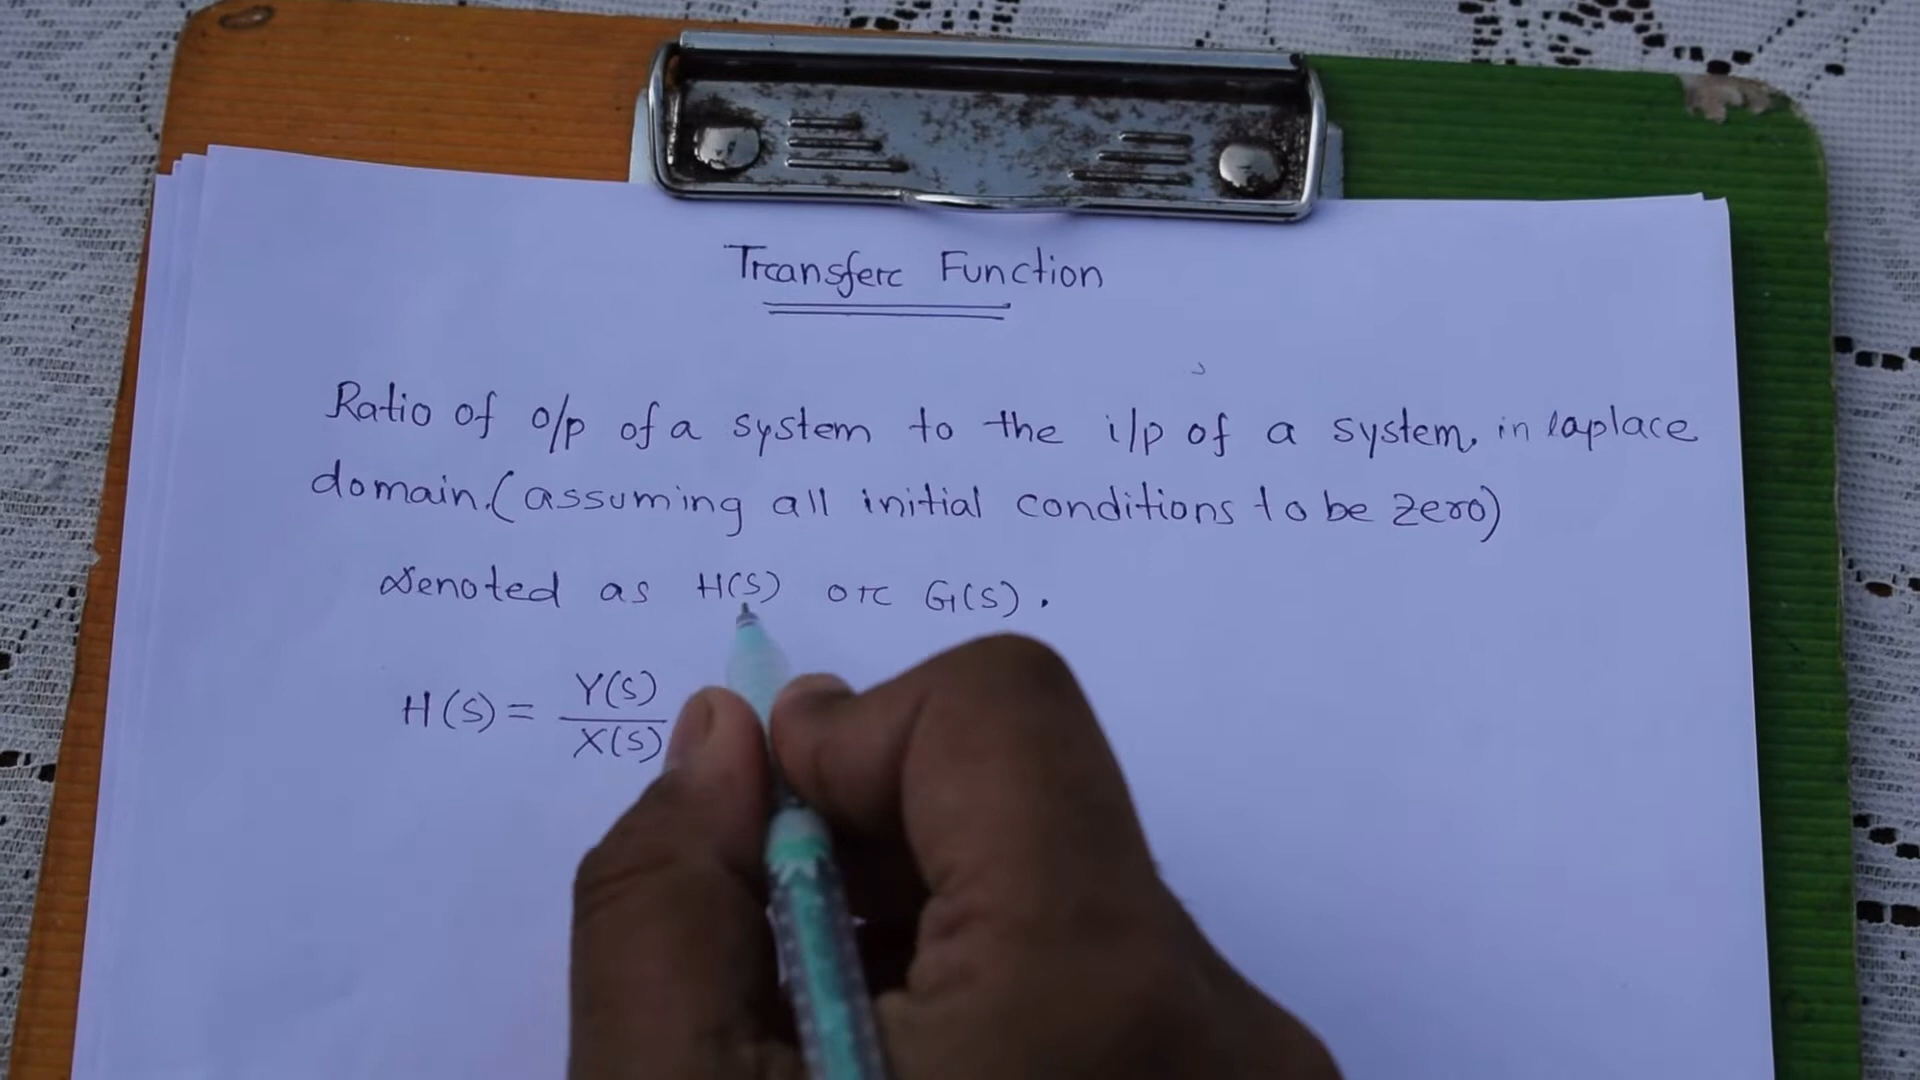 Transfer Function
Ratio of o/p of a system to the i/p of a system, in laplace
domain. (assuming all initial conditions to be zero)
Denoted as H(S) or G(S).
H(S) = Y(S)
X(S)